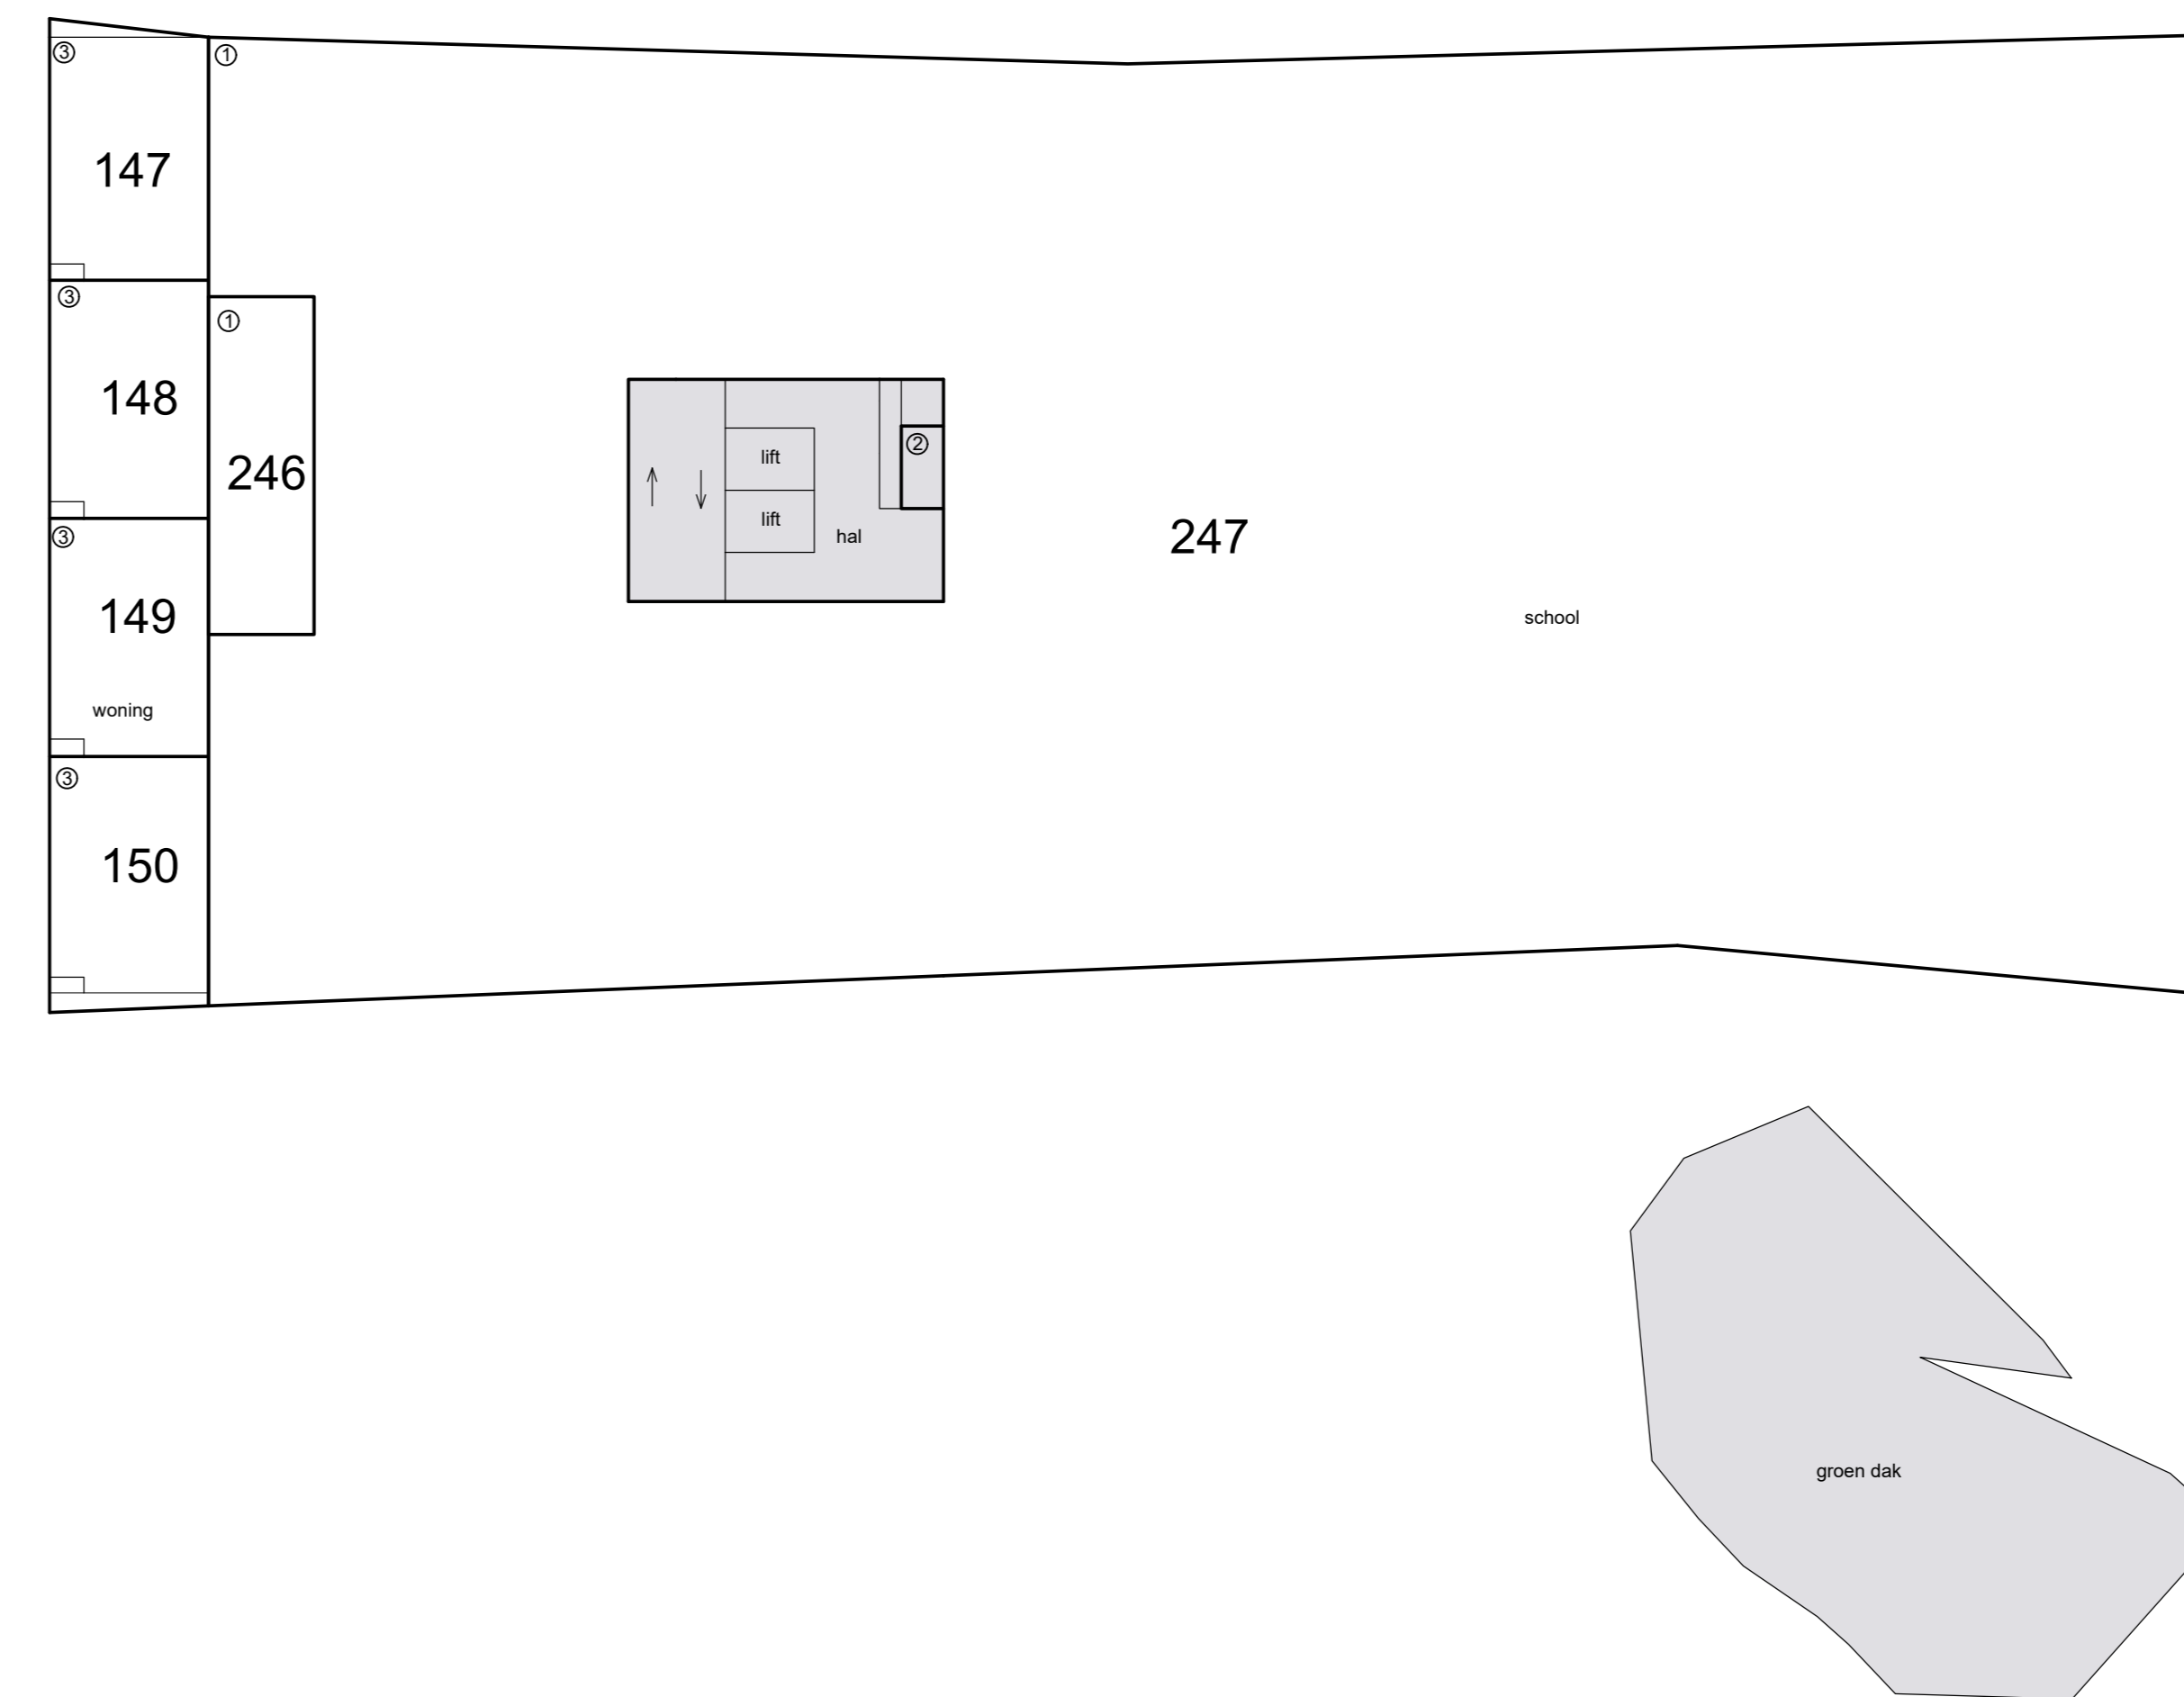 ③
①
147
③
①
148
246
②
lift
lift
hal
③
247
149
school
woning
③
150
groen dak